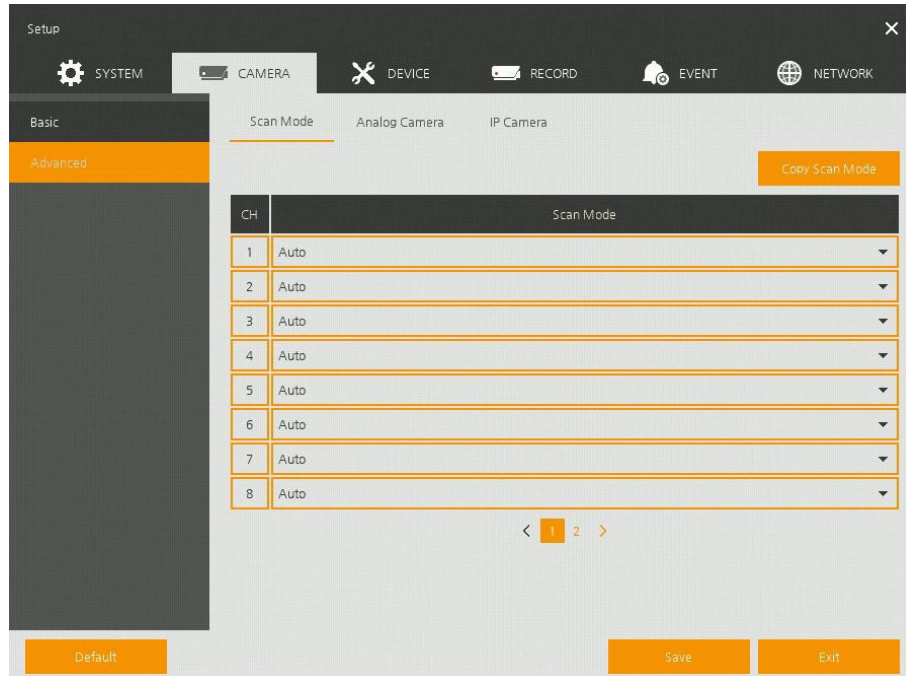 Setup
SYSTEM CAMERA DEVICE RECORD EVENT NETWORK
Basic
Advanced
Scan Mode Analog Camera IP Camera
Copy Scan Mode
CH Scan Mode
1 Auto
2 Auto
3 Auto
4 Auto
5 Auto
6 Auto
7 Auto
8 Auto
< 1 2 >
Default Save Exit